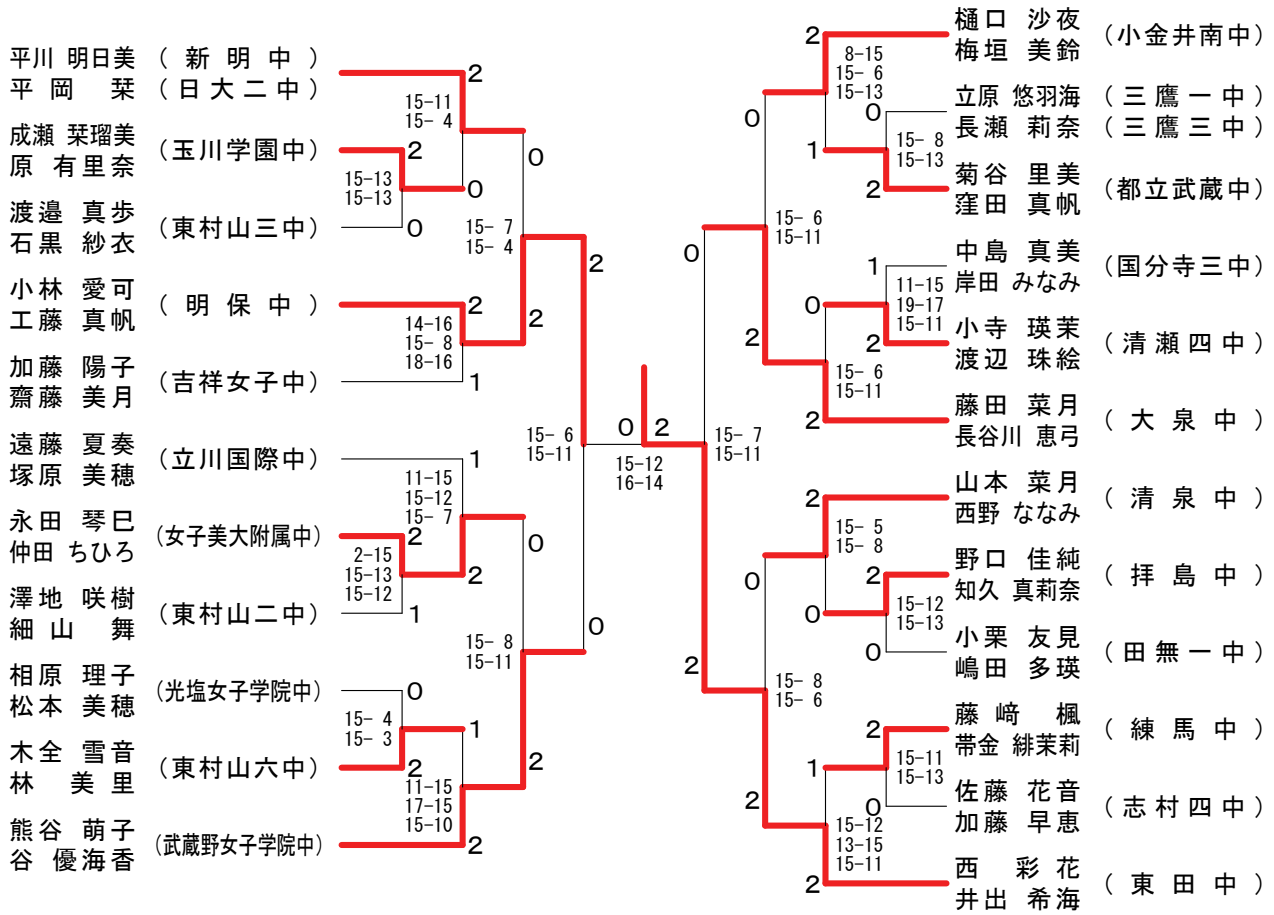 平川 明日美 (新明中)
平岡 栞 (日大二中)
2
15-11
15- 4
成瀬 栞瑠美
原 有里奈
(玉川学園中)
2
15-13
15-13
0
渡邉 真歩
石黒 紗衣
(東村山三中)
0
0
15- 7
15- 4
小林 愛可
工藤 真帆
(明保中)
2
14-16
15- 8
18-16
2
加藤 陽子
齋藤 美月
(吉祥女子中)
1
2
15- 6
15-11
遠藤 夏奏
塚原 美穂
(立川国際中)
1
11-15
15-12
15- 7
永田 琴巳
仲田 ちひろ
(女子美大附属中)
2
2-15
15-13
15-12
2
澤地 咲樹
細山 舞
(東村山二中)
1
0
15- 8
15-11
0
相原 理子
松本 美穂
(光塩女子学院中)
0
15- 4
15- 3
木全 雪音
林 美里
(東村山六中)
2
1
11-15
17-15
15-10
2
熊谷 萌子
谷 優海香
(武蔵野女子学院中)
2
0 2
15-12
16-14
樋口 沙夜
梅垣 美鈴
(小金井南中)
2
8-15
15- 6
15-13
0
立原 悠羽海 (三鷹一中)
長瀬 莉奈 (三鷹三中)
0
15- 8
15-13
1
菊谷 里美
窪田 真帆
(都立武蔵中)
2
15- 6
15-11
0
中島 真美
岸田 みなみ
(国分寺三中)
1
11-15
19-17
15-11
0
小寺 瑛茉
渡辺 珠絵
(清瀬四中)
2
2
15- 6
15-11
藤田 菜月
長谷川 恵弓
(大泉中)
2
15- 7
15-11
山本 菜月
西野 ななみ
(清泉中)
2
15- 5
15- 8
0
野口 佳純
知久 真莉奈
(拝島中)
2
15-12
15-13
0
小栗 友見
嶋田 多瑛
(田無一中)
0
2
15- 8
15- 6
藤﨑 楓
帯金 緋茉莉
(練馬中)
2
15-11
15-13
1
佐藤 花音
加藤 早恵
(志村四中)
0
2
15-12
13-15
15-11
西 彩花
井出 希海
(東田中)
2